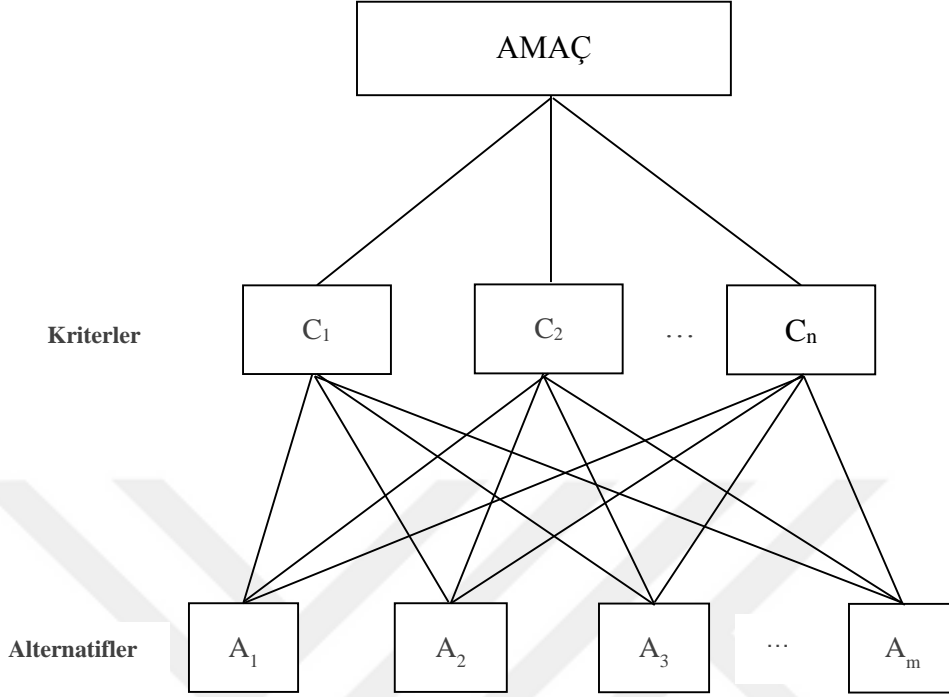 AMAÇ
Kriterler C₁ C₂ … Cₙ
Alternatifler A₁ A₂ A₃ … Aₘ